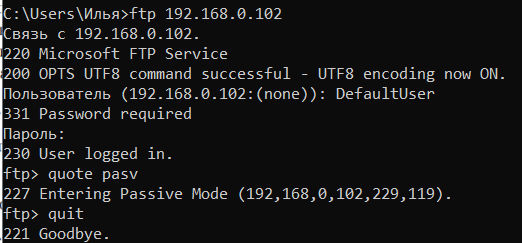 C:\Users\Илья>ftp 192.168.0.102
Связь с 192.168.0.102.
220 Microsoft FTP Service
200 OPTS UTF8 command successful - UTF8 encoding now ON.
Пользователь (192.168.0.102:(none)): DefaultUser
331 Password required
Пароль:
230 User logged in.
ftp> quote pasv
227 Entering Passive Mode (192,168,0,102,229,119).
ftp> quit
221 Goodbye.